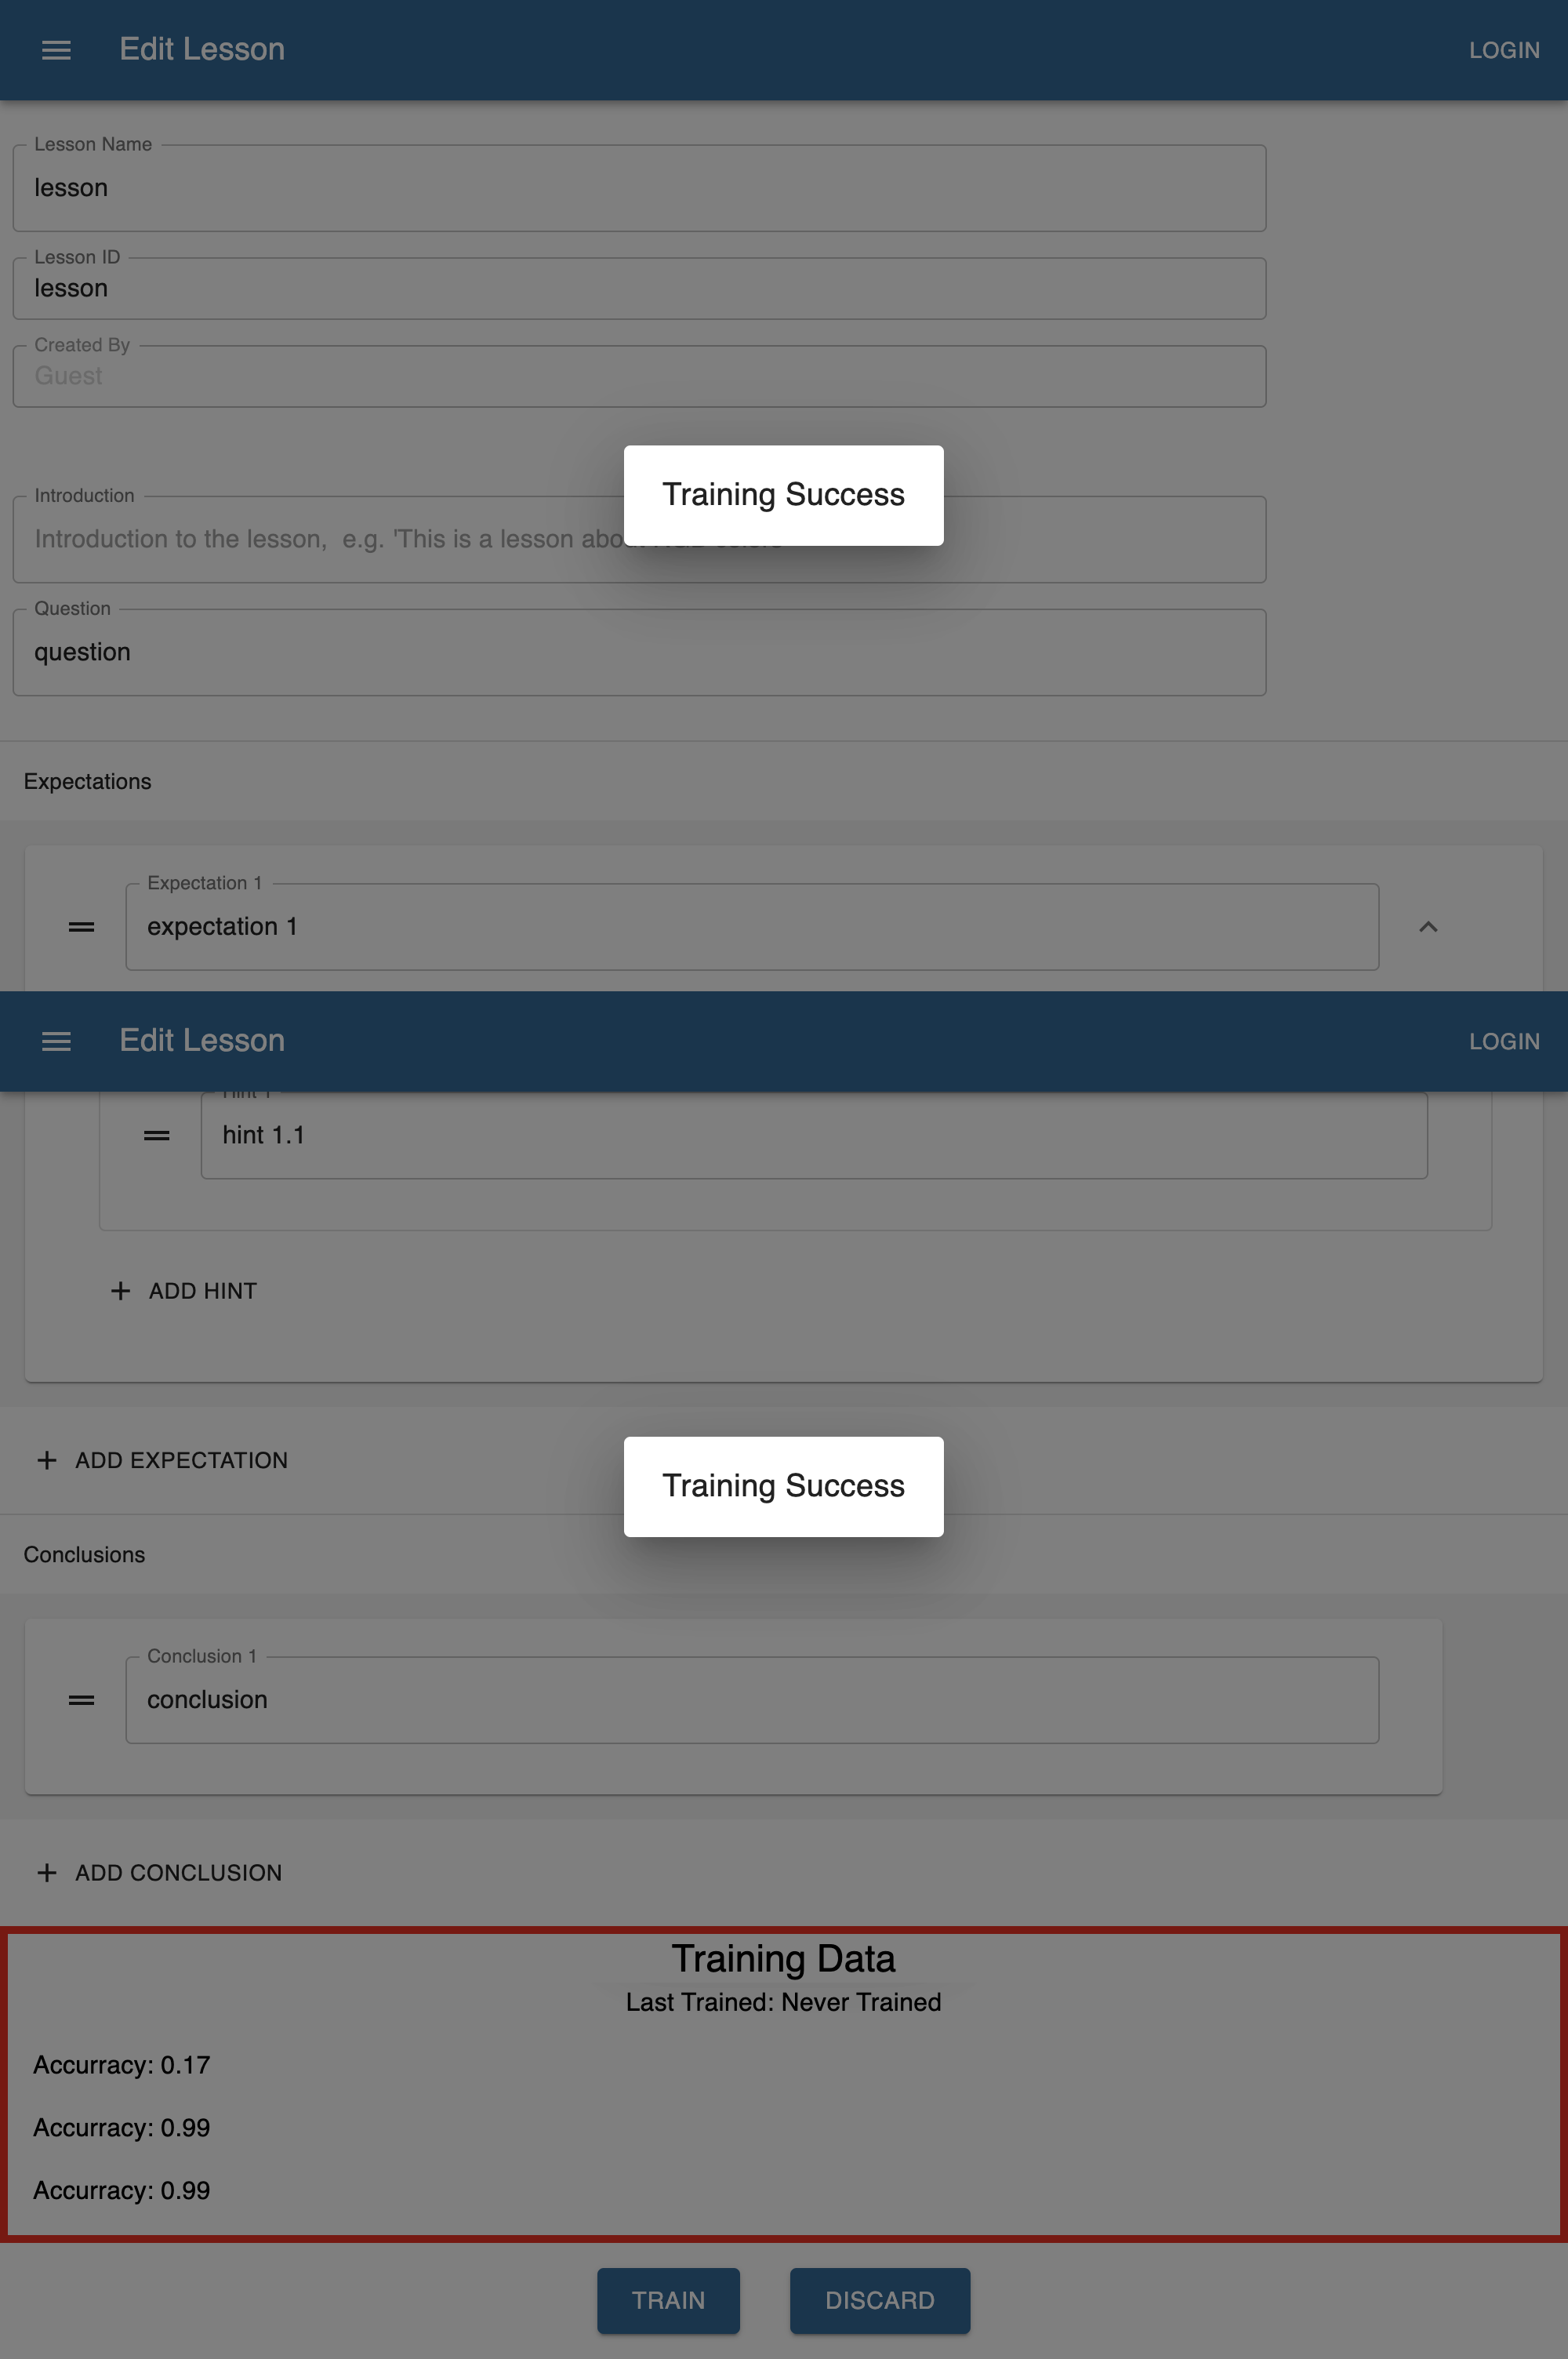 Edit Lesson
LOGIN
Lesson Name
lesson
Lesson ID
lesson
Created By
Guest
Training Success
Introduction
Introduction to the lesson, e.g. 'This is a lesson
Question
question
Expectations
Expectation 1
expectation 1
Edit Lesson
LOGIN
Hint 1
hint 1.1
ADD HINT
ADD EXPECTATION
Training Success
Conclusions
Conclusion 1
conclusion
ADD CONCLUSION
Training Data
Last Trained: Never Trained
Accurracy: 0.17
Accurracy: 0.99
Accurracy: 0.99
TRAIN
DISCARD